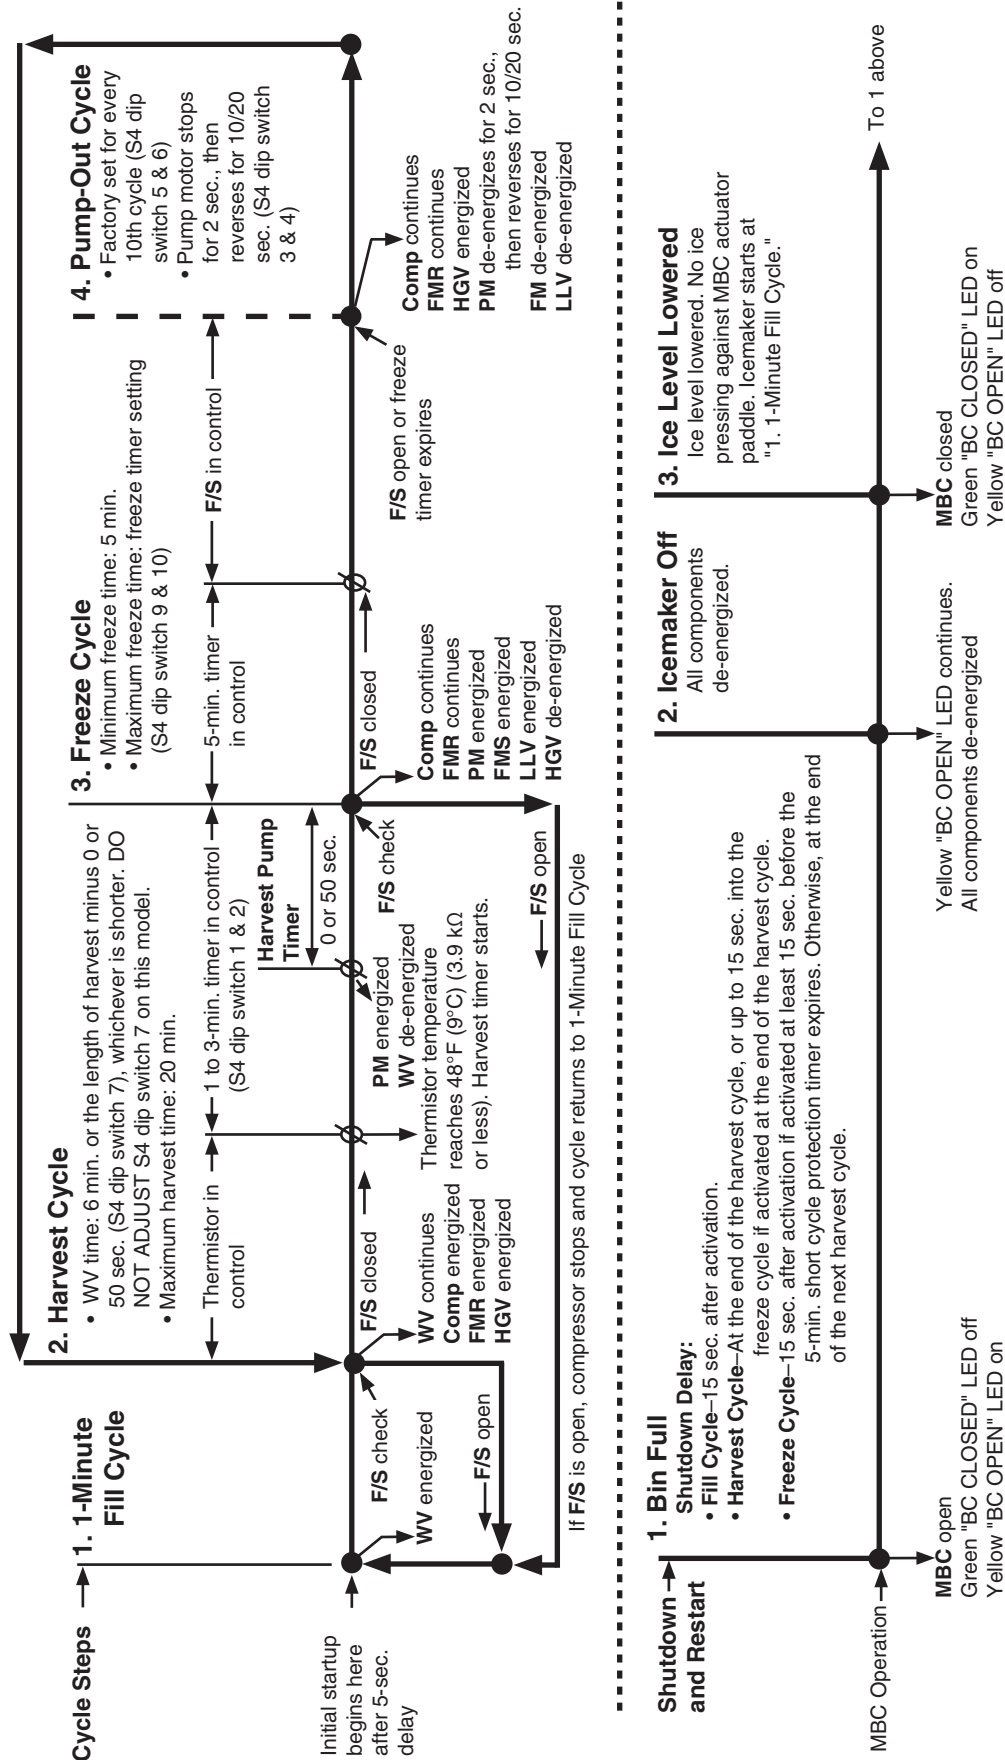 Cycle Steps
1. 1-Minute
Fill Cycle
2. Harvest Cycle
• WV time: 6 min. or the length of harvest minus 0 or
50 sec. (S4 dip switch 7), whichever is shorter. DO
NOT ADJUST S4 dip switch 7 on this model.
• Maximum harvest time: 20 min.
3. Freeze Cycle
• Minimum freeze time: 5 min.
• Maximum freeze time: freeze timer setting
(S4 dip switch 9 & 10)
4. Pump-Out Cycle
• Factory set for every
10th cycle (S4 dip
switch 5 & 6)
• Pump motor stops
for 2 sec., then
reverses for 10/20
sec. (S4 dip switch
3 & 4)
Thermistor in
control
1 to 3-min. timer in control
(S4 dip switch 1 & 2)
5-min. timer
in control
F/S in control
Harvest Pump
Timer
0 or 50 sec.
Initial startup
begins here
after 5-sec.
delay
F/S check
WV energized
F/S open
F/S closed
WV continues
Comp energized
FMR energized
HGV energized
Thermistor temperature
reaches 48°F (9°C) (3.9 kΩ
or less). Harvest timer starts.
PM energized
WV de-energized
F/S check
F/S open
F/S closed
Comp continues
FMR continues
PM energized
FMS energized
LLV energized
HGV de-energized
F/S open or freeze
timer expires
Comp continues
FMR continues
HGV energized
PM de-energizes for 2 sec.,
then reverses for 10/20 sec.
FM de-energized
LLV de-energized
If F/S is open, compressor stops and cycle returns to 1-Minute Fill Cycle
Shutdown
and Restart
1. Bin Full
Shutdown Delay:
• Fill Cycle–15 sec. after activation.
• Harvest Cycle–At the end of the harvest cycle, or up to 15 sec. into the
freeze cycle if activated at the end of the harvest cycle.
• Freeze Cycle–15 sec. after activation if activated at least 15 sec. before the
5-min. short cycle protection timer expires. Otherwise, at the end
of the next harvest cycle.
2. Icemaker Off
All components
de-energized.
3. Ice Level Lowered
Ice level lowered. No ice
pressing against MBC actuator
paddle. Icemaker starts at
"1. 1-Minute Fill Cycle."
MBC Operation
To 1 above
MBC open
Green "BC CLOSED" LED off
Yellow "BC OPEN" LED on
Yellow "BC OPEN" LED continues.
All components de-energized
MBC closed
Green "BC CLOSED" LED on
Yellow "BC OPEN" LED off